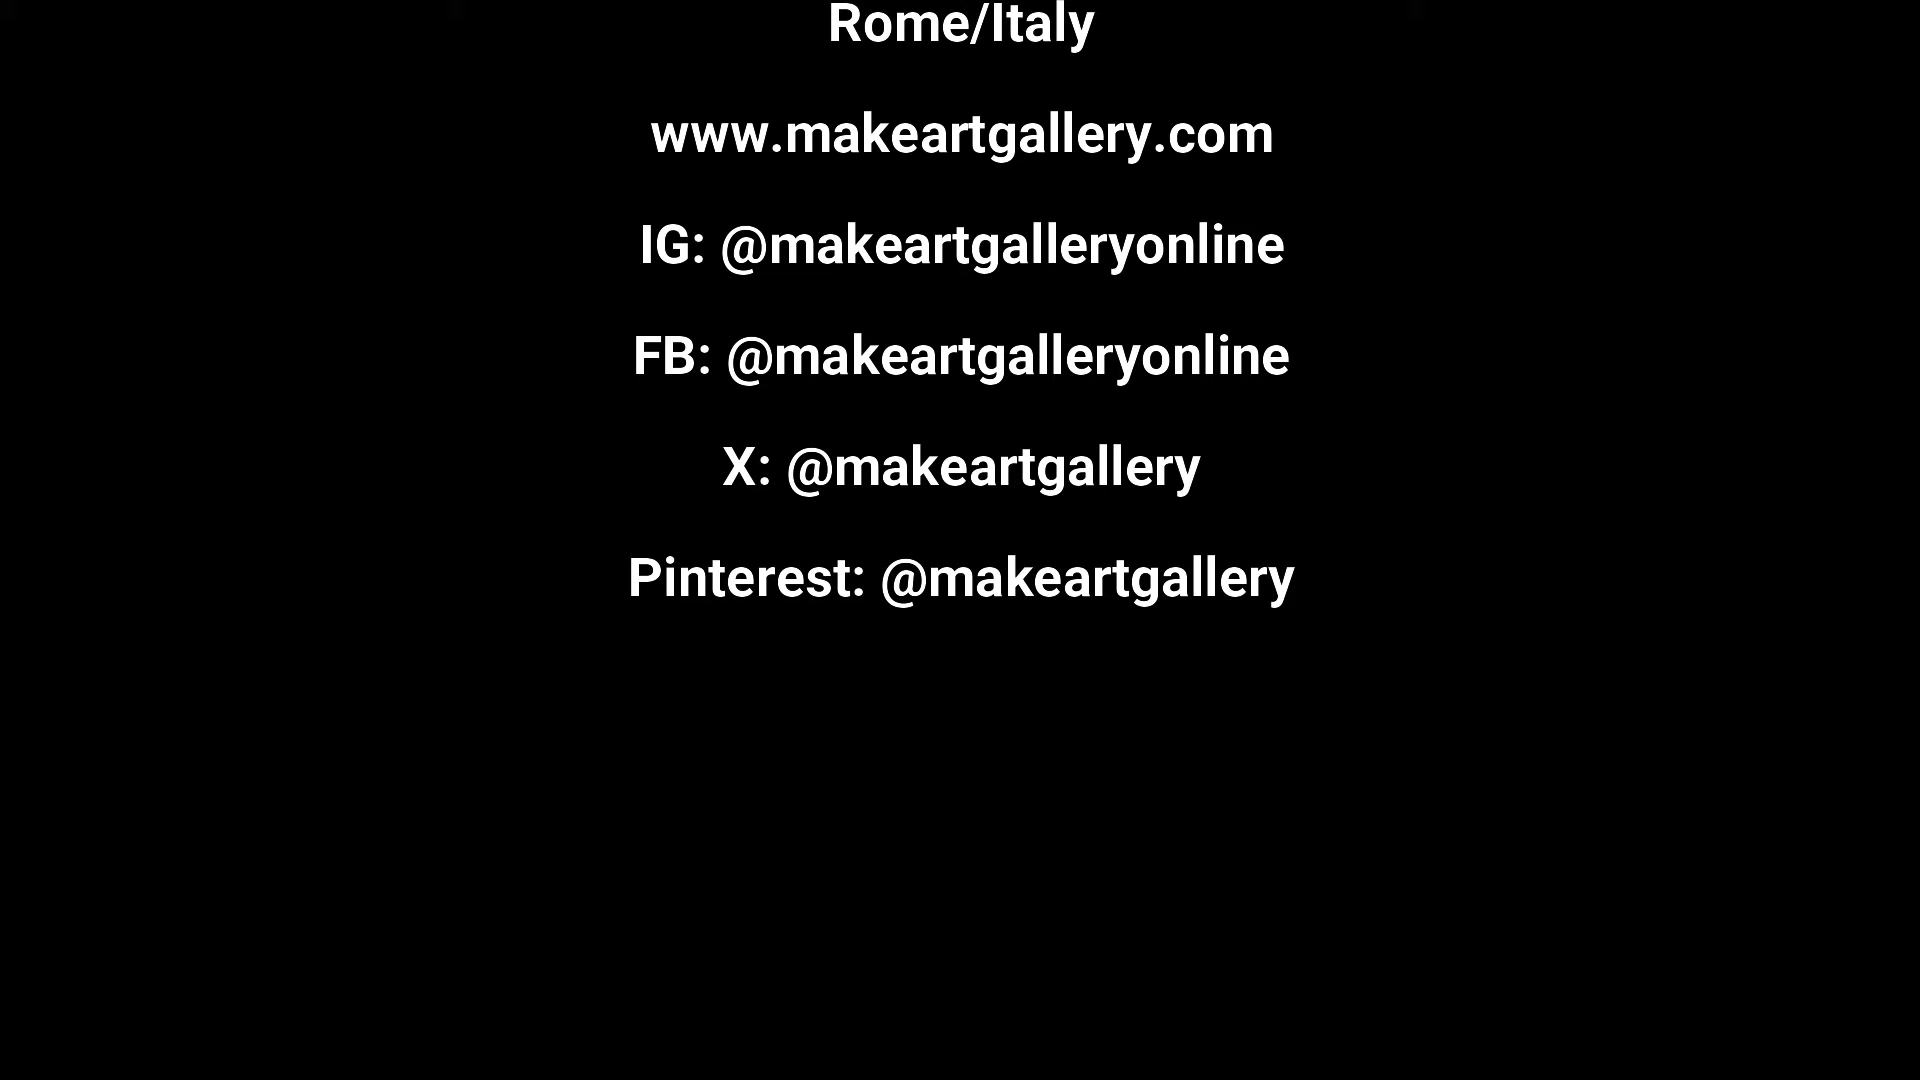 Rome/Italy
www.makeartgallery.com
IG: @makeartgalleryonline
FB: @makeartgalleryonline
X: @makeartgallery
Pinterest: @makeartgallery